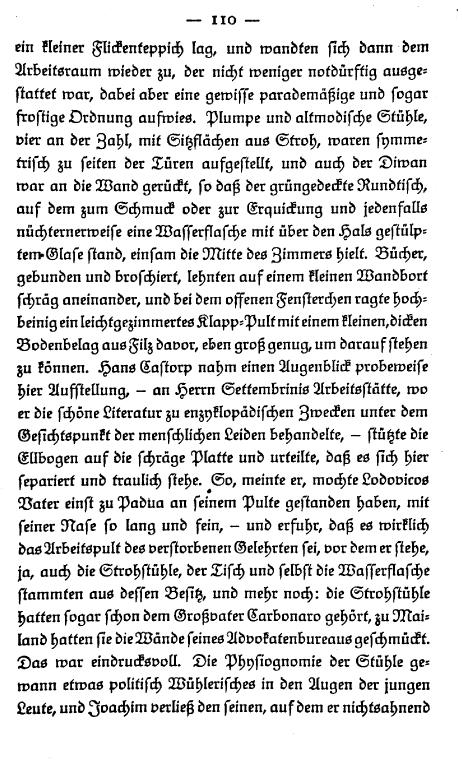 — 110 —
ein kleiner Flickenteppich lag, und wandten sich dann dem
Arbeitsraum wieder zu, der nicht weniger notdürftig ausge-
stattet war, dabei aber eine gewisse parademäßige und sogar
frostige Ordnung aufwies. Plumpe und altmodische Stühle,
vier an der Zahl, mit Sitzflächen aus Stroh, waren symme-
trisch zu seiten der Türen aufgestellt, und auch der Diwan
war an die Wand gerückt, so daß der grüngedeckte Rundtisch,
auf dem zum Schmuck oder zur Erquickung und jedenfalls
nüchternerweise eine Wasserflasche mit über den Hals gestülp-
tem Glase stand, einsam die Mitte des Zimmers hielt. Bücher,
gebunden und broschiert, lehnten auf einem kleinen Wandbort
schräg aneinander, und bei dem offenen Fensterchen ragte hoch-
beinig ein leichtgezimmertes Klapp-Pult mit einem kleinen, dicken
Bodenbelag aus Filz davor, eben groß genug, um darauf stehen
zu können. Hans Castorp nahm einen Augenblick probeweise
hier Aufstellung, – an Herrn Settembrinis Arbeitsstätte, wo
er die schöne Literatur zu enzyklopädischen Zwecken unter dem
Gesichtspunkt der menschlichen Leiden behandelte, – stützte die
Ellbogen auf die schräge Platte und urteilte, daß es sich hier
separiert und traulich stehe. So, meinte er, mochte Lodovicos
Vater einst zu Padua an seinem Pulte gestanden haben, mit
seiner Nase so lang und fein, – und erfuhr, daß es wirklich
das Arbeitspult des verstorbenen Gelehrten sei, vor dem er stehe,
ja, auch die Strohstühle, der Tisch und selbst die Wasserflasche
stammten aus dessen Besitz, und mehr noch: die Strohstühle
hatten sogar schon dem Großvater Carbonaro gehört, zu Mai-
land hatten sie die Wände seines Advokatenbureaus geschmückt.
Das war eindrucksvoll. Die Physiognomie der Stühle ge-
wann etwas politisch Wühlerisches in den Augen der jungen
Leute, und Joachim verließ den seinen, auf dem er nichtsahnend